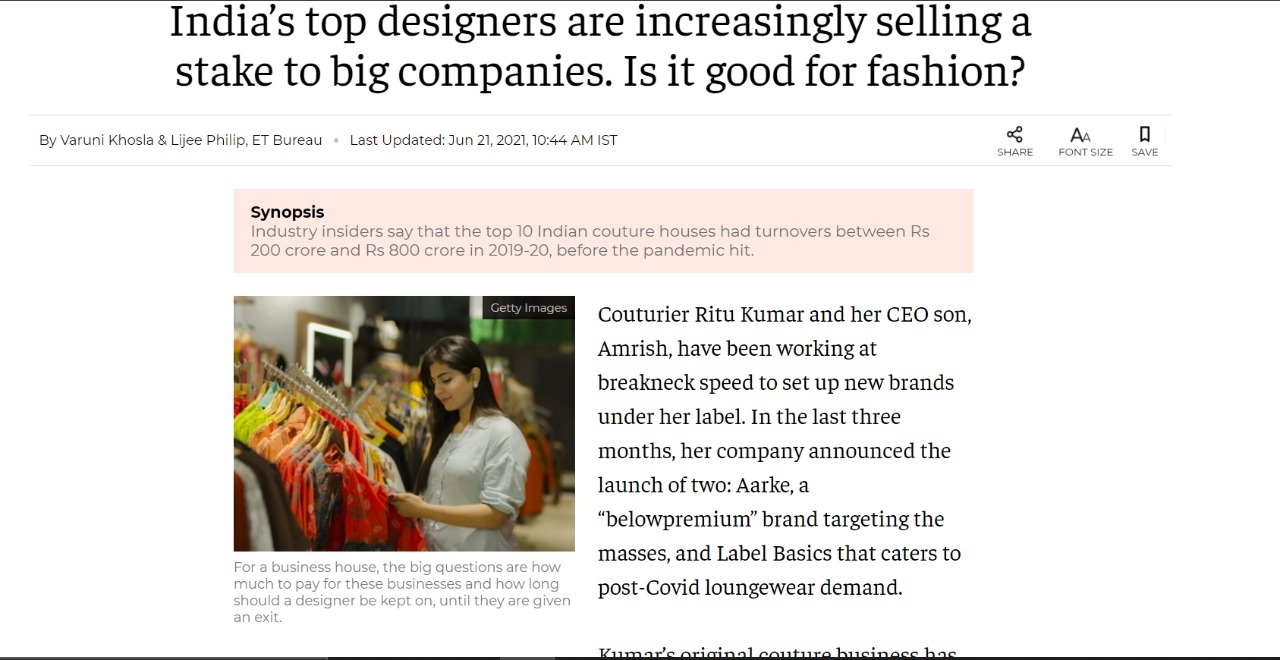 India’s top designers are increasingly selling a
stake to big companies. Is it good for fashion?
By Varuni Khosla & Lijee Philip, ET Bureau • Last Updated: Jun 21, 2021, 10:44 AM IST
SHARE
FONT SIZE
SAVE
Synopsis
Industry insiders say that the top 10 Indian couture houses had turnovers between Rs
200 crore and Rs 800 crore in 2019-20, before the pandemic hit.
Getty Images
For a business house, the big questions are how
much to pay for these businesses and how long
should a designer be kept on, until they are given
an exit.
Couturier Ritu Kumar and her CEO son,
Amrish, have been working at
breakneck speed to set up new brands
under her label. In the last three
months, her company announced the
launch of two: Aarke, a
“belowpremium” brand targeting the
masses, and Label Basics that caters to
post-Covid loungewear demand.
Kumar’s original couture business has